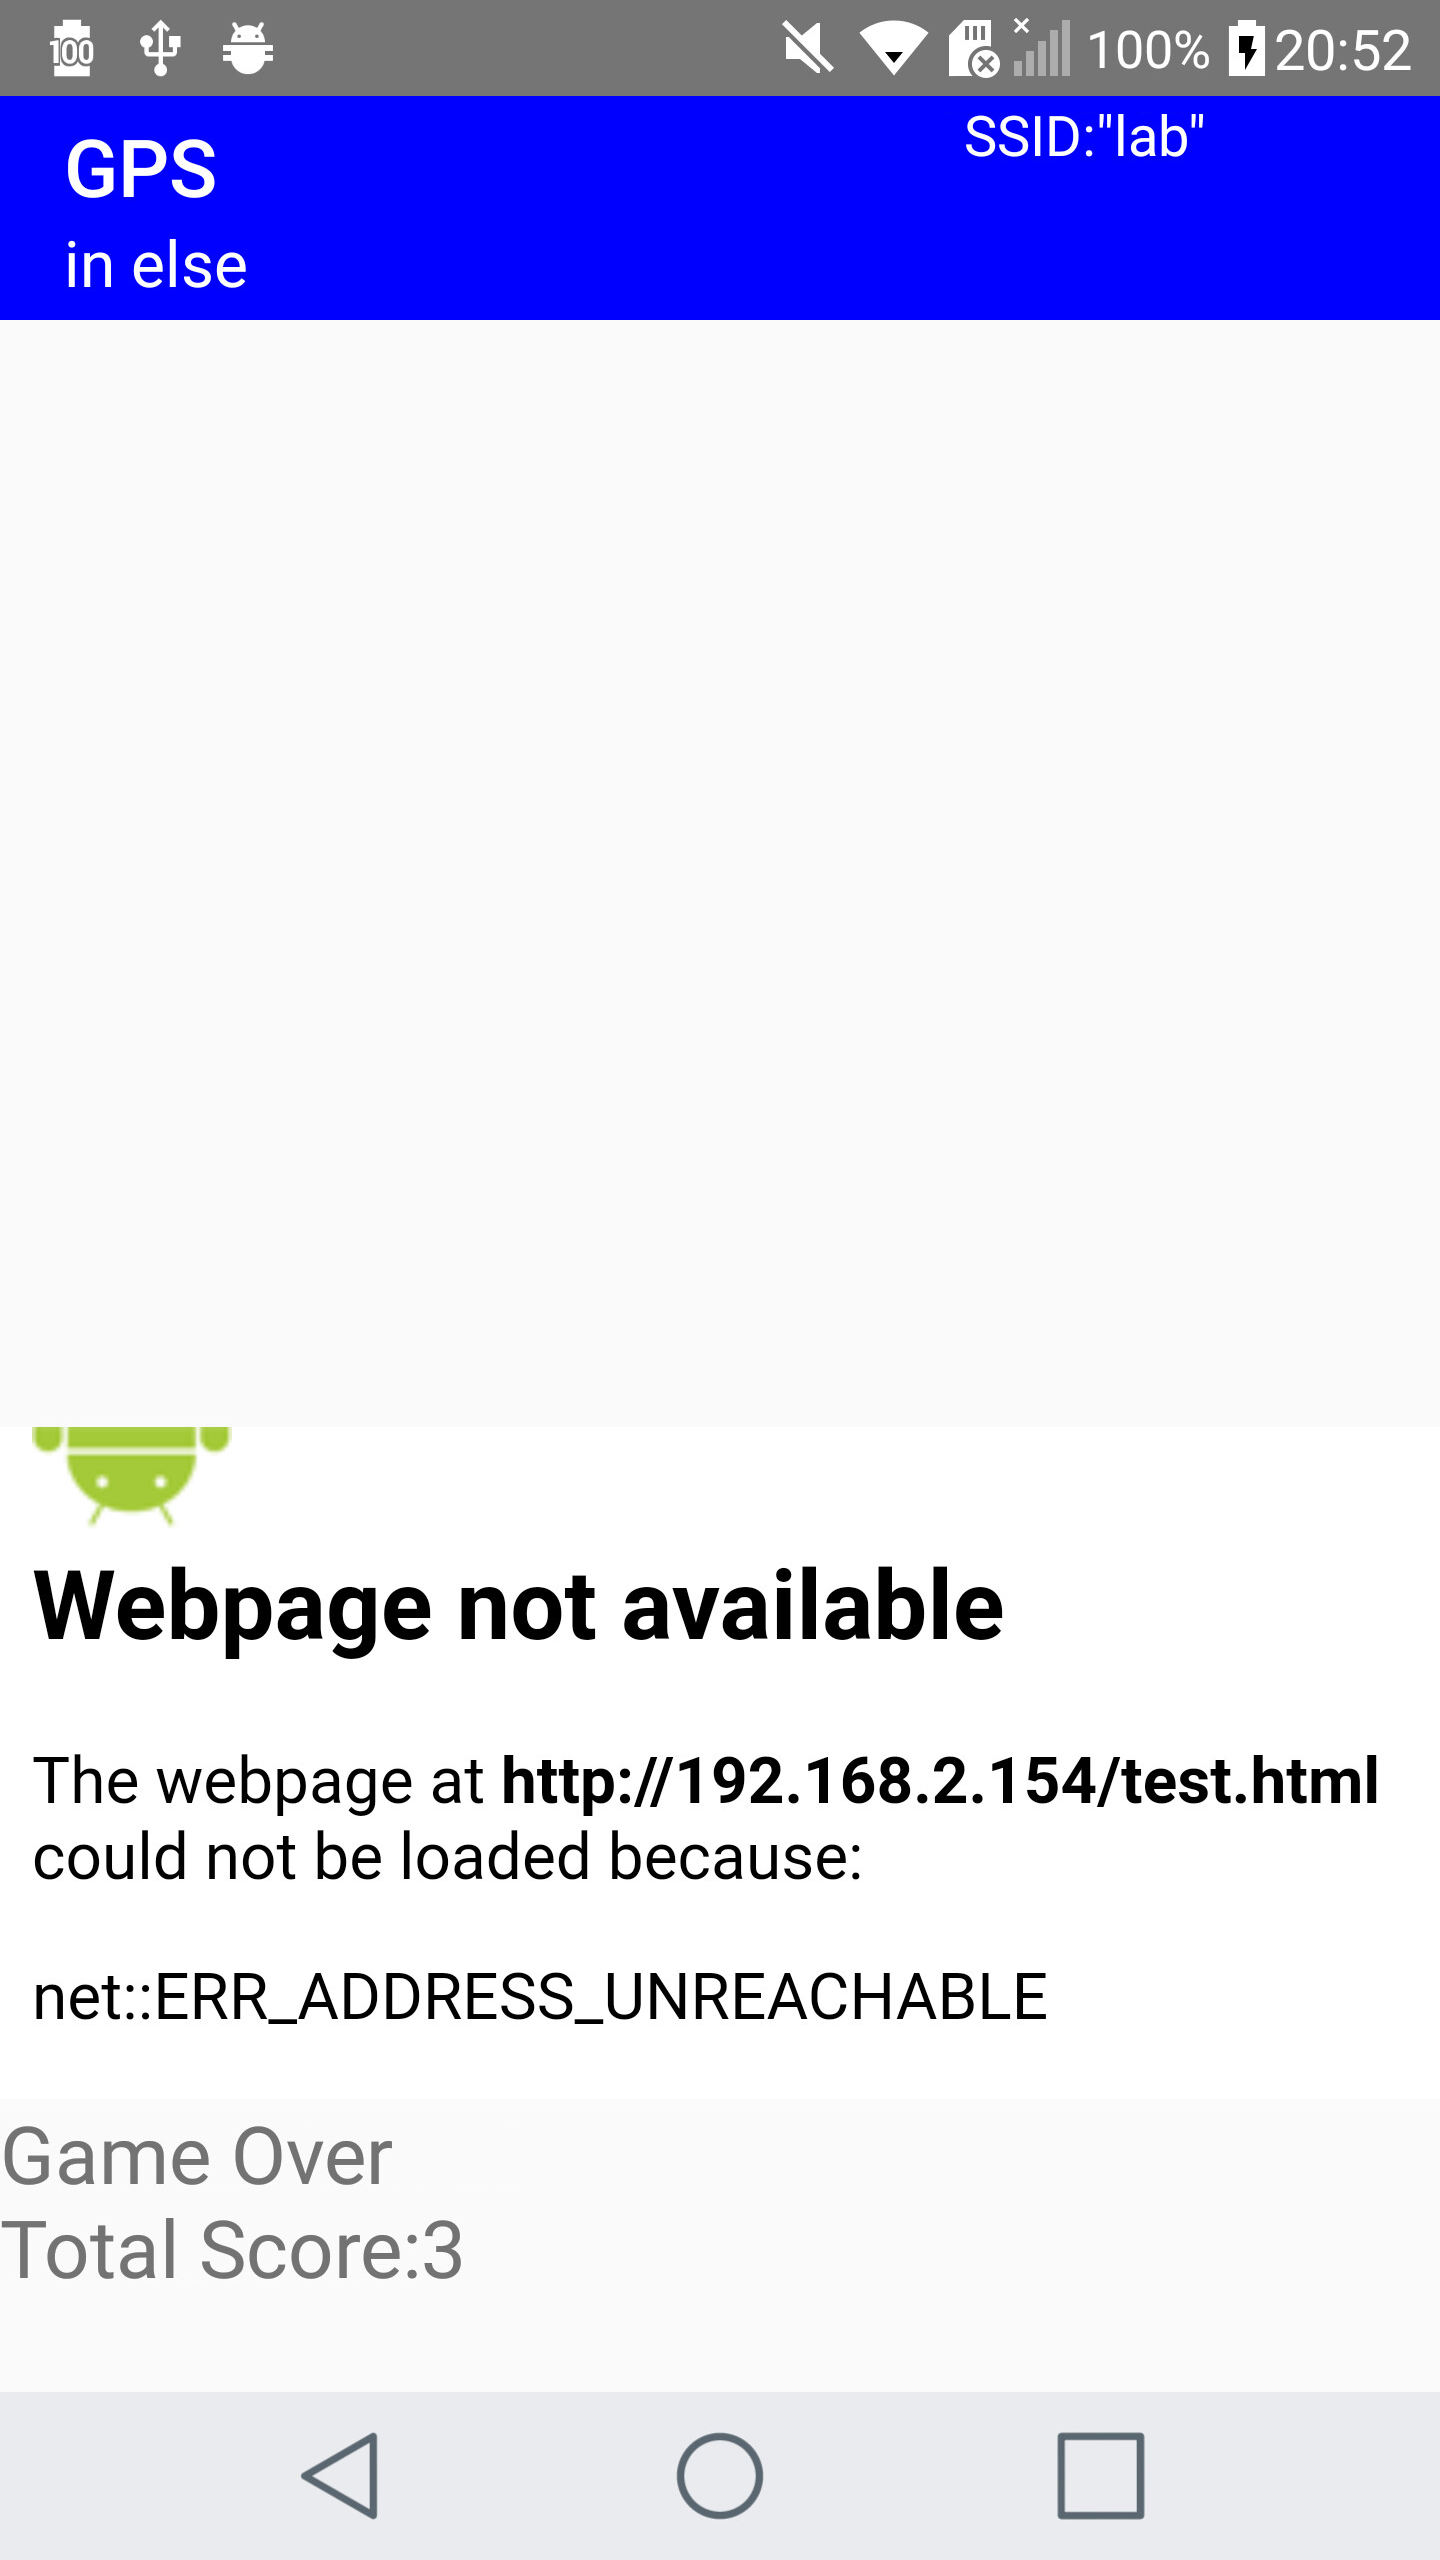 100 100% 20:52
GPS
SSID:"lab"
in else
Webpage not available
The webpage at http://192.168.2.154/test.html
could not be loaded because:
net::ERR_ADDRESS_UNREACHABLE
Game Over
Total Score:3